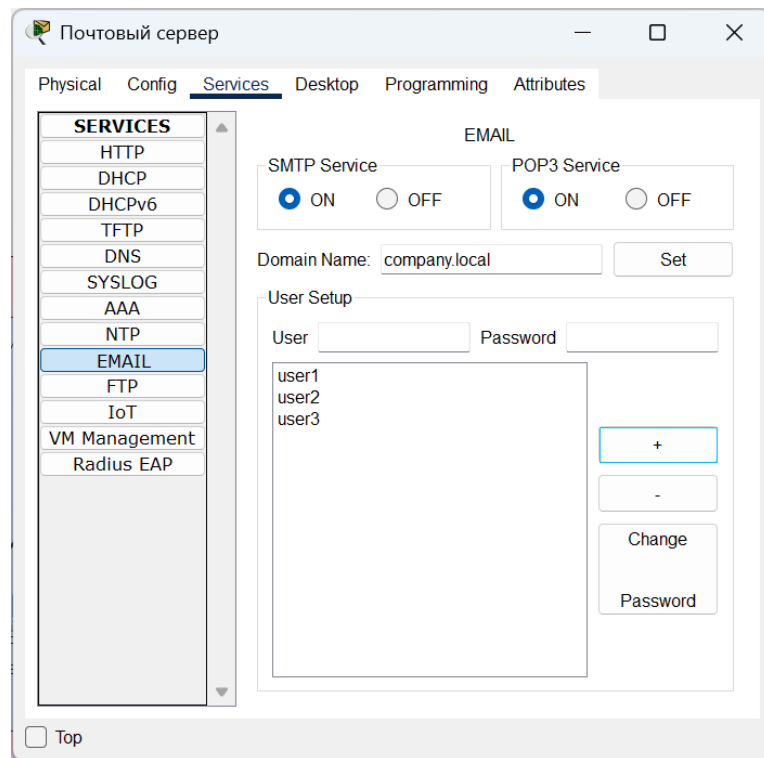 Почтовый сервер
Physical Config Services Desktop Programming Attributes
SERVICES
HTTP
DHCP
DHCPv6
TFTP
DNS
SYSLOG
AAA
NTP
EMAIL
FTP
IoT
VM Management
Radius EAP
EMAIL
SMTP Service
ON OFF
POP3 Service
ON OFF
Domain Name: company.local Set
User Setup
User Password
user1
user2
user3
+
-
Change
Password
Top